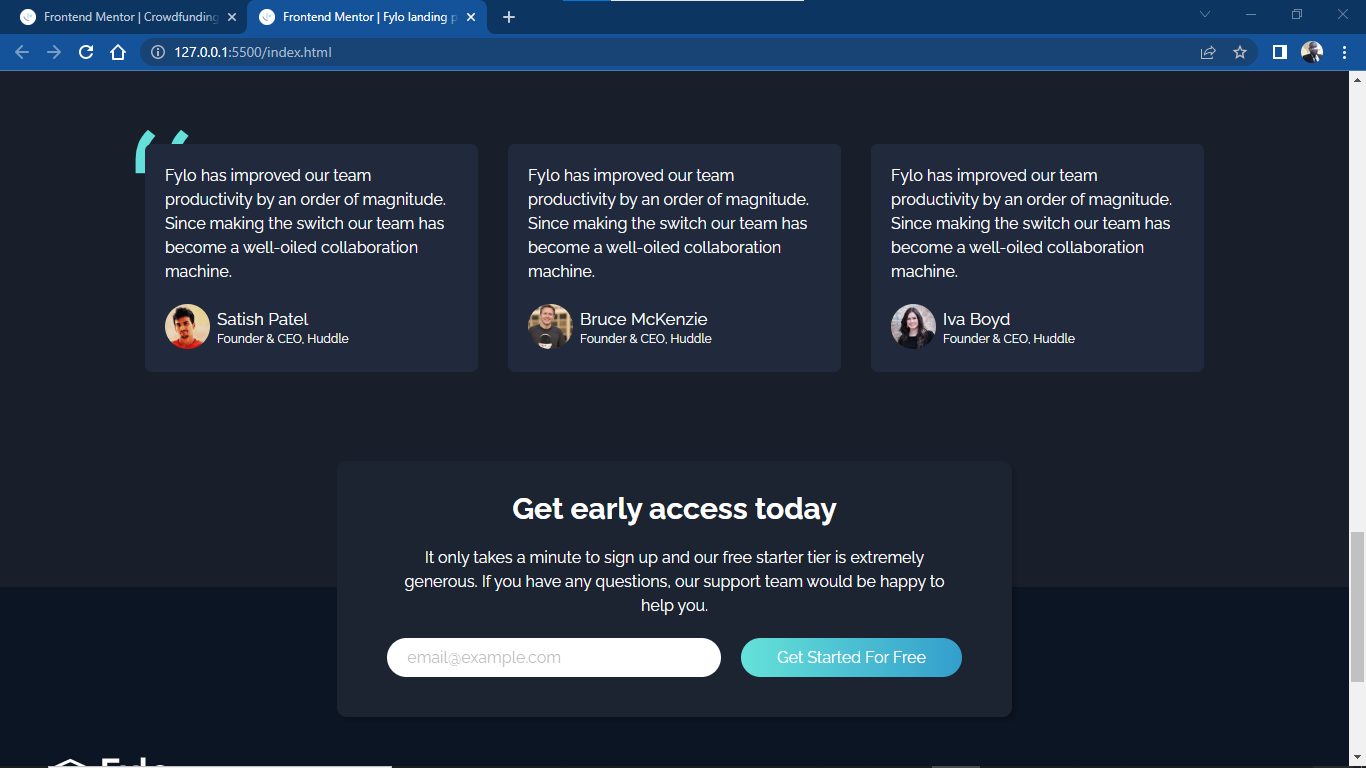 Frontend Mentor | Crowdfunding
Frontend Mentor | Fylo landing p
127.0.0.1:5500/index.html
“
Fylo has improved our team
productivity by an order of magnitude.
Since making the switch our team has
become a well-oiled collaboration
machine.
Satish Patel
Founder & CEO, Huddle
Fylo has improved our team
productivity by an order of magnitude.
Since making the switch our team has
become a well-oiled collaboration
machine.
Bruce McKenzie
Founder & CEO, Huddle
Fylo has improved our team
productivity by an order of magnitude.
Since making the switch our team has
become a well-oiled collaboration
machine.
Iva Boyd
Founder & CEO, Huddle
Get early access today
It only takes a minute to sign up and our free starter tier is extremely
generous. If you have any questions, our support team would be happy to
help you.
email@example.com
Get Started For Free
Fylo